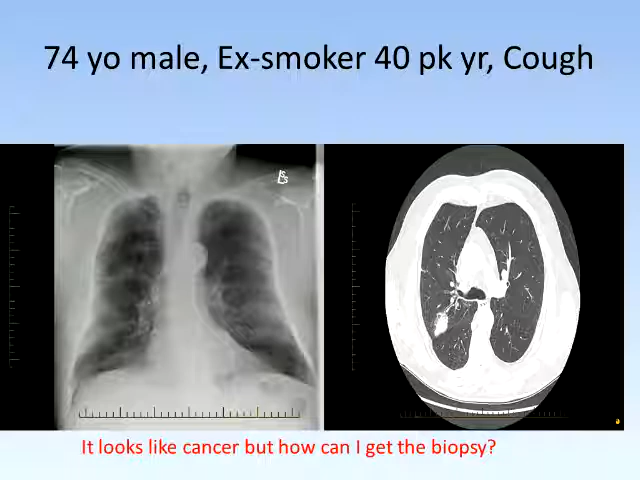 74 yo male, Ex-smoker 40 pk yr, Cough
It looks like cancer but how can I get the biopsy?